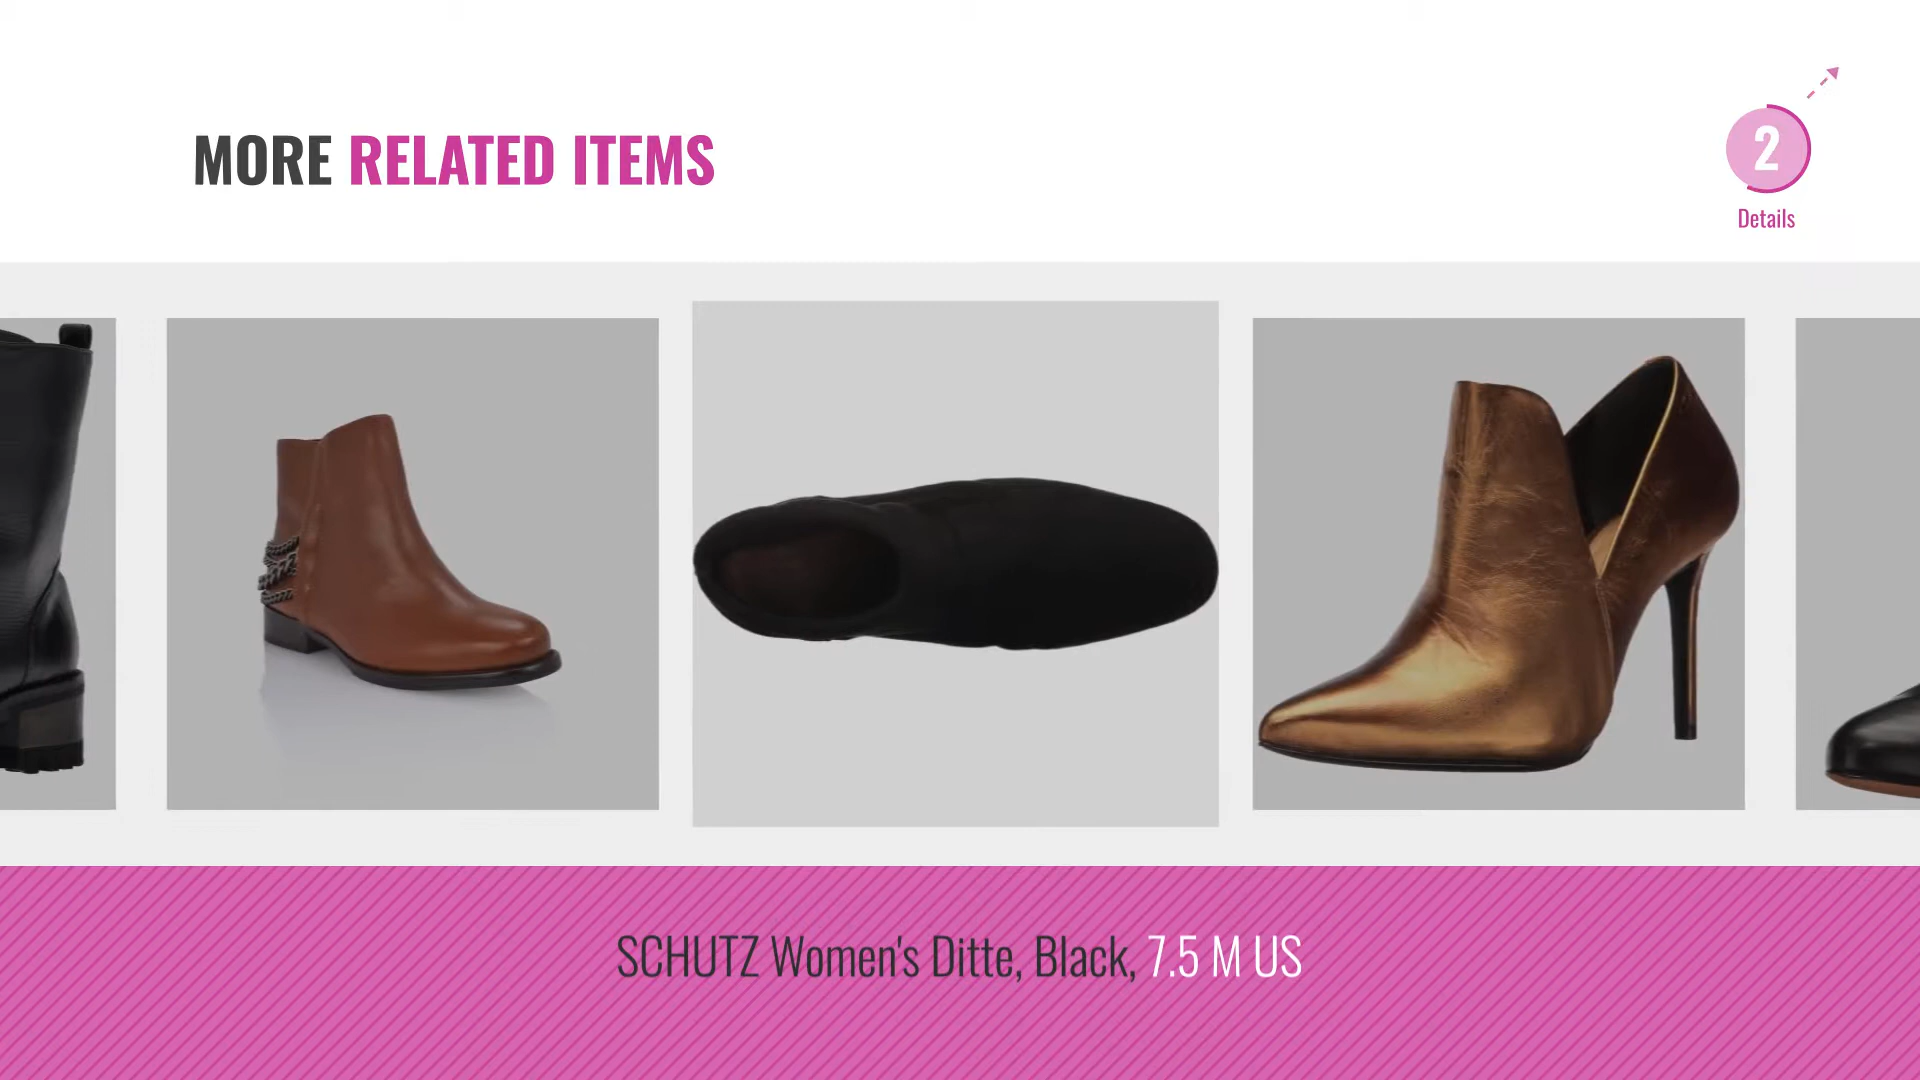 MORE RELATED ITEMS
2
Details
SCHUTZ Women's Ditte, Black, 7.5 M US